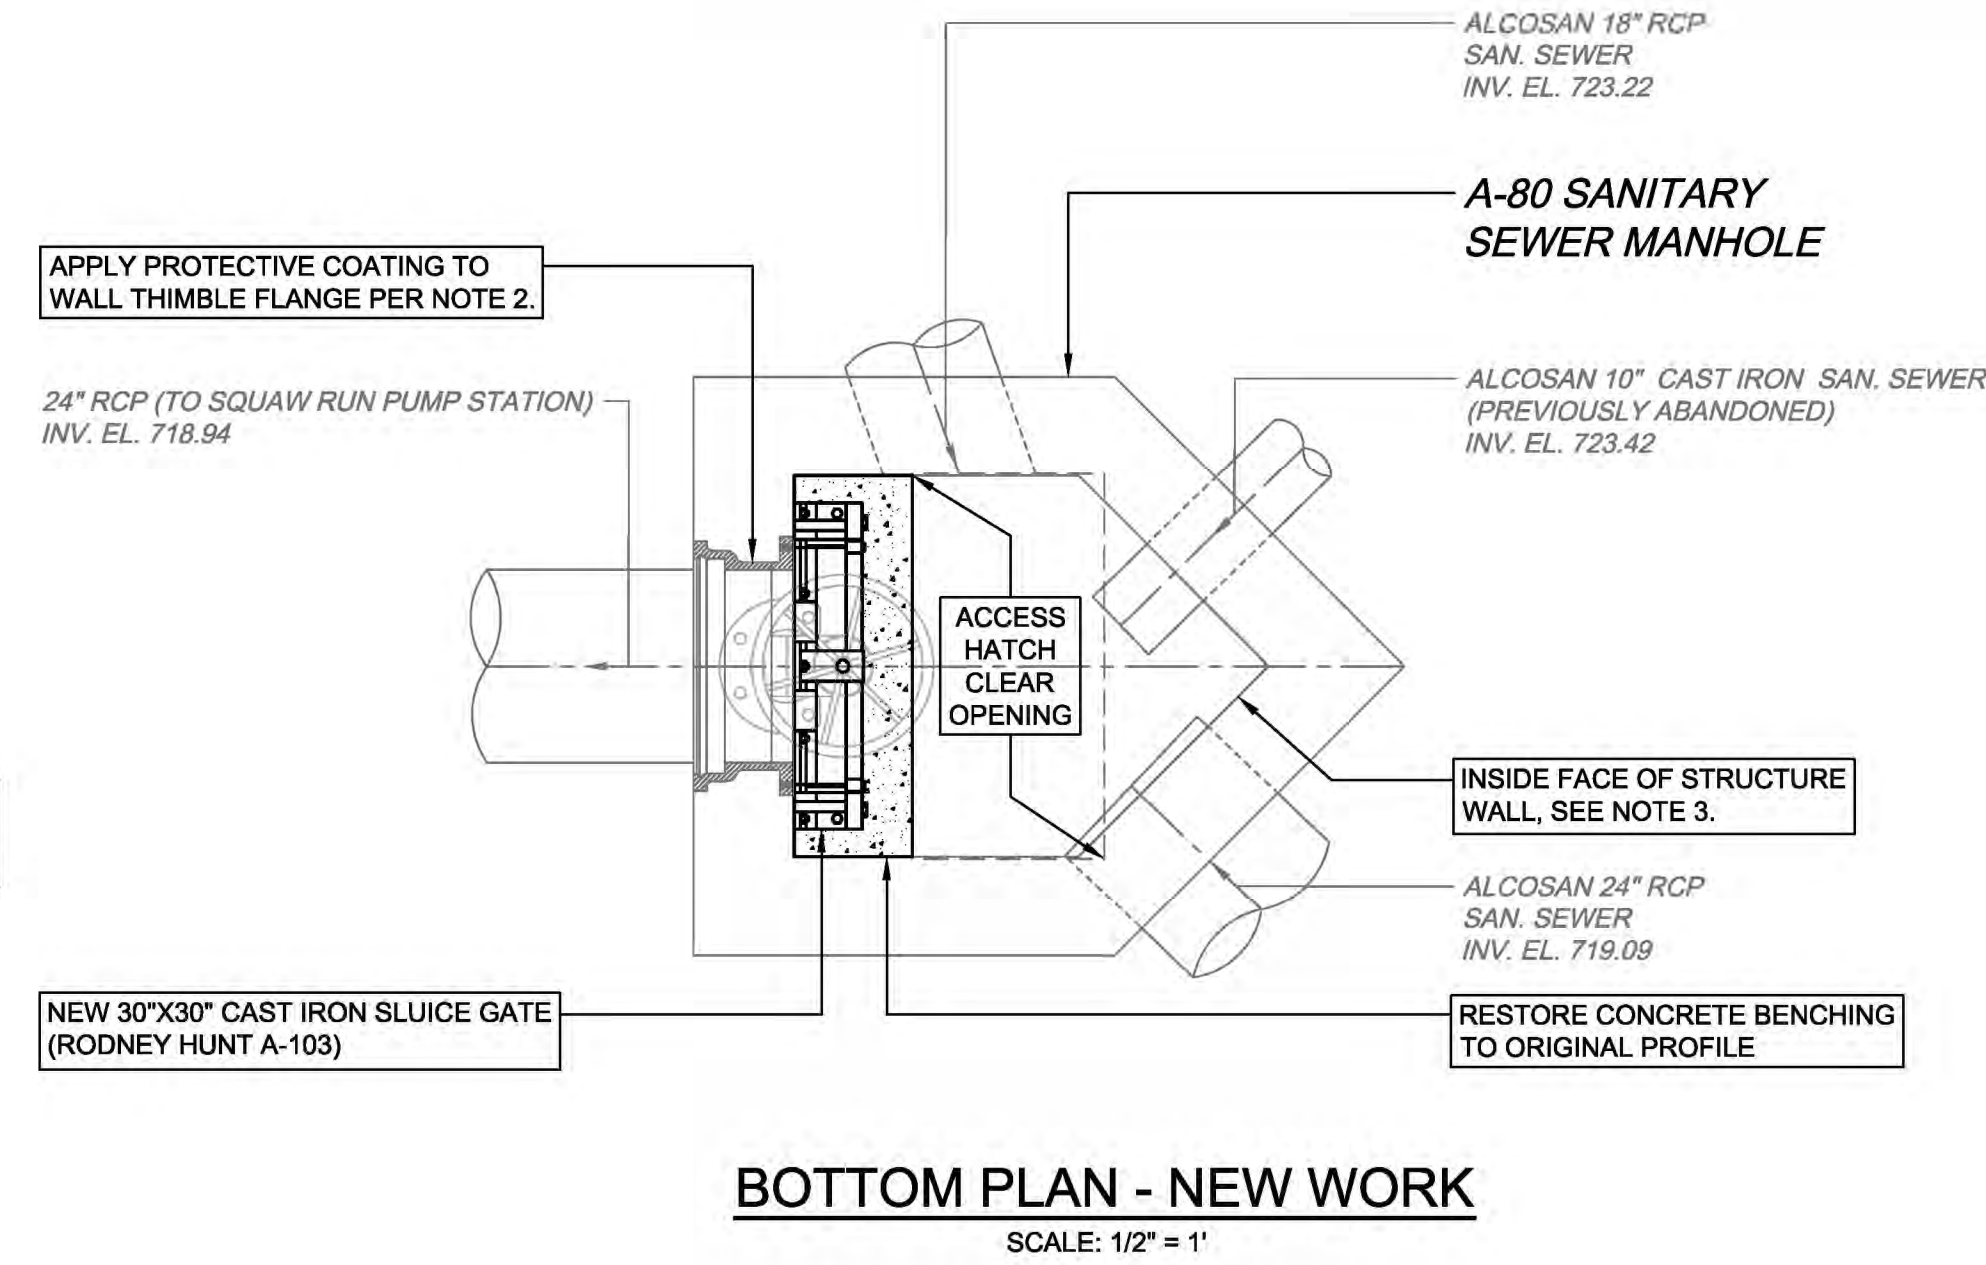 ALCOSAN 18" RCP
SAN. SEWER
INV. EL. 723.22
A-80 SANITARY
SEWER MANHOLE
APPLY PROTECTIVE COATING TO
WALL THIMBLE FLANGE PER NOTE 2.
24" RCP (TO SQUAW RUN PUMP STATION)
INV. EL. 718.94
ALCOSAN 10" CAST IRON SAN. SEWER
(PREVIOUSLY ABANDONED)
INV. EL. 723.42
ACCESS
HATCH
CLEAR
OPENING
INSIDE FACE OF STRUCTURE
WALL, SEE NOTE 3.
ALCOSAN 24" RCP
SAN. SEWER
INV. EL. 719.09
NEW 30"X30" CAST IRON SLUICE GATE
(RODNEY HUNT A-103)
RESTORE CONCRETE BENCHING
TO ORIGINAL PROFILE
BOTTOM PLAN - NEW WORK
SCALE: 1/2" = 1'